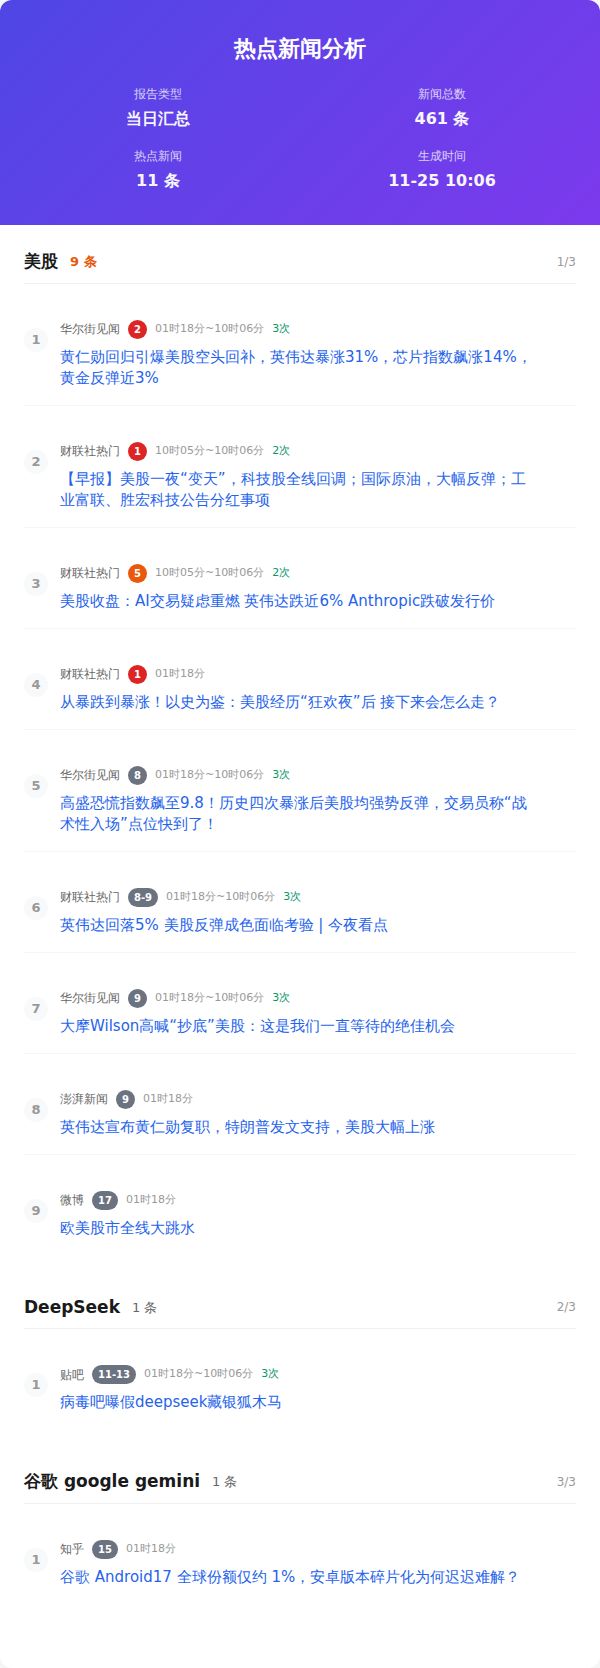 热点新闻分析
报告类型
当日汇总
新闻总数
461 条
热点新闻
11 条
生成时间
11-25 10:06
美股 9 条 1/3
1 华尔街见闻 2 01时18分~10时06分 3次
黄仁勋回归引爆美股空头回补，英伟达暴涨31%，芯片指数飙涨14%，
黄金反弹近3%
2 财联社热门 1 10时05分~10时06分 2次
【早报】美股一夜“变天”，科技股全线回调；国际原油，大幅反弹；工
业富联、胜宏科技公告分红事项
3 财联社热门 5 10时05分~10时06分 2次
美股收盘：AI交易疑虑重燃 英伟达跌近6% Anthropic跌破发行价
4 财联社热门 1 01时18分
从暴跌到暴涨！以史为鉴：美股经历“狂欢夜”后 接下来会怎么走？
5 华尔街见闻 8 01时18分~10时06分 3次
高盛恐慌指数飙至9.8！历史四次暴涨后美股均强势反弹，交易员称“战
术性入场”点位快到了！
6 财联社热门 8-9 01时18分~10时06分 3次
英伟达回落5% 美股反弹成色面临考验 | 今夜看点
7 华尔街见闻 9 01时18分~10时06分 3次
大摩Wilson高喊“抄底”美股：这是我们一直等待的绝佳机会
8 澎湃新闻 9 01时18分
英伟达宣布黄仁勋复职，特朗普发文支持，美股大幅上涨
9 微博 17 01时18分
欧美股市全线大跳水
DeepSeek 1 条 2/3
1 贴吧 11-13 01时18分~10时06分 3次
病毒吧曝假deepseek藏银狐木马
谷歌 google gemini 1 条 3/3
1 知乎 15 01时18分
谷歌 Android17 全球份额仅约 1%，安卓版本碎片化为何迟迟难解？